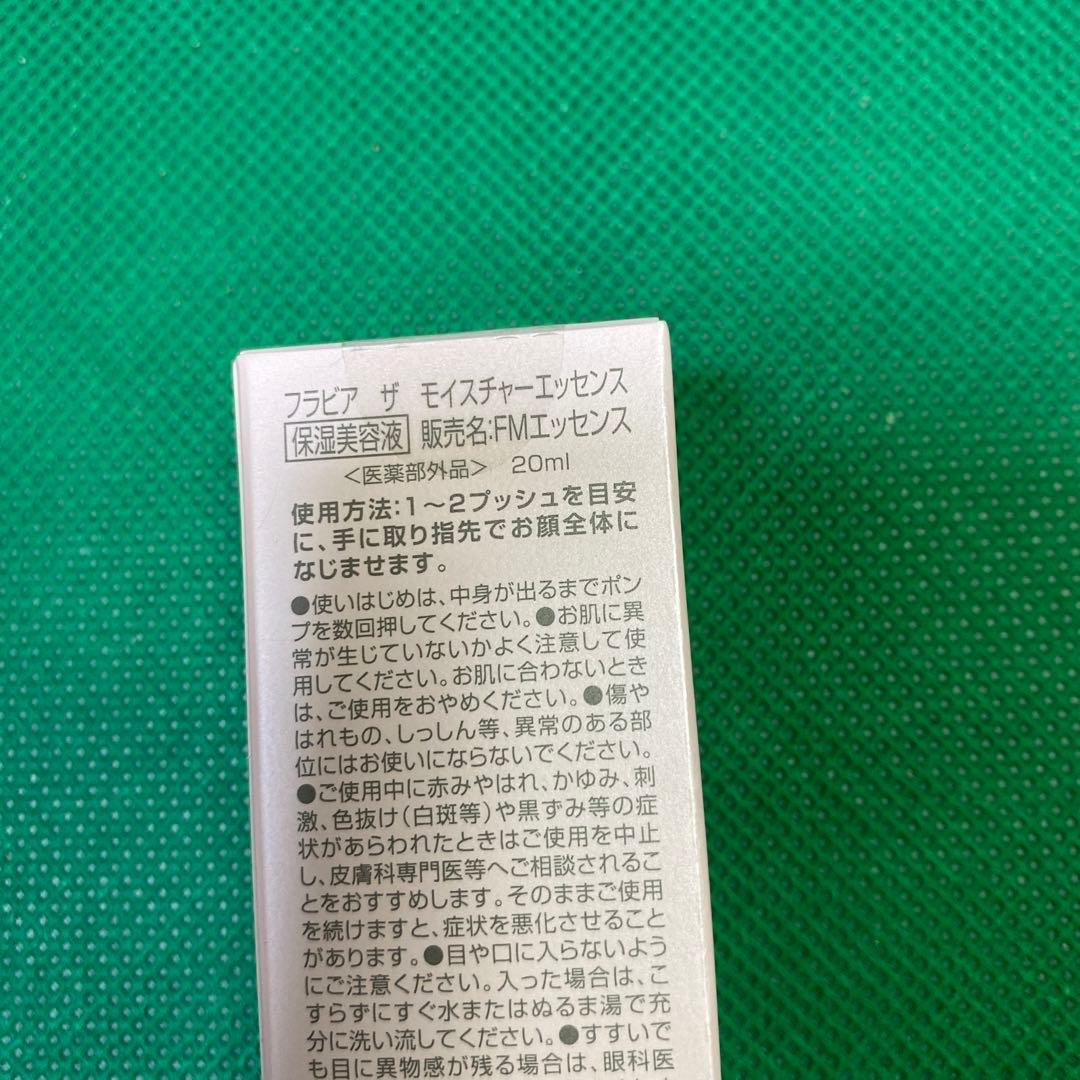 フラビア ザ モイスチャーエッセンス
保湿美容液 販売名:FMエッセンス
<医薬部外品> 20ml
使用方法:1~2プッシュを目安
に、手に取り指先でお顔全体に
なじませます。
●使いはじめは、中身が出るまでポン
プを数回押してください。●お肌に異
常が生じていないかよく注意して使
用してください。お肌に合わないとき
は、ご使用をおやめください。●傷や
はれもの、しっしん等、異常のある部
位にはお使いにならないでください。
●ご使用中に赤みやはれ、かゆみ、刺
激、色抜け(白斑等)や黒ずみ等の症
状があらわれたときはご使用を中止
し、皮膚科専門医等へご相談されるこ
とをおすすめします。そのままご使用
を続けますと、症状を悪化させること
があります。●目や口に入らないよう
にご注意ください。入った場合は、こ
すらずにすぐ水またはぬるま湯で充
分に洗い流してください。●すすいで
も目に異物感が残る場合は、眼科医